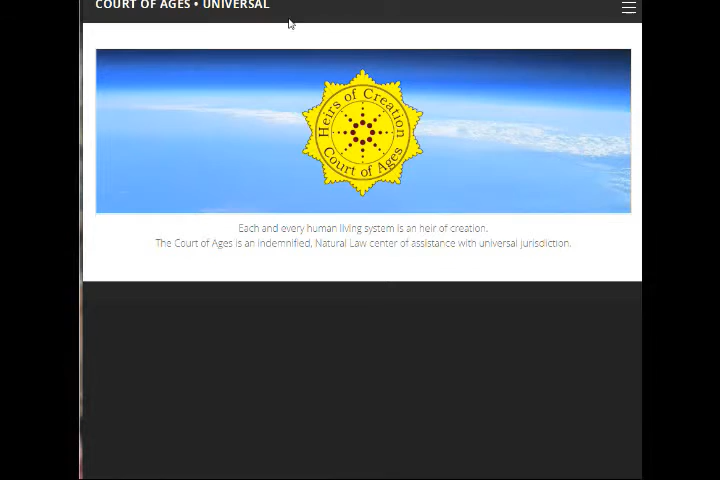 COURT OF AGES • UNIVERSAL
Heirs of Creation
Court of Ages
Each and every human living system is an heir of creation.
The Court of Ages is an indemnified, Natural Law center of assistance with universal jurisdiction.